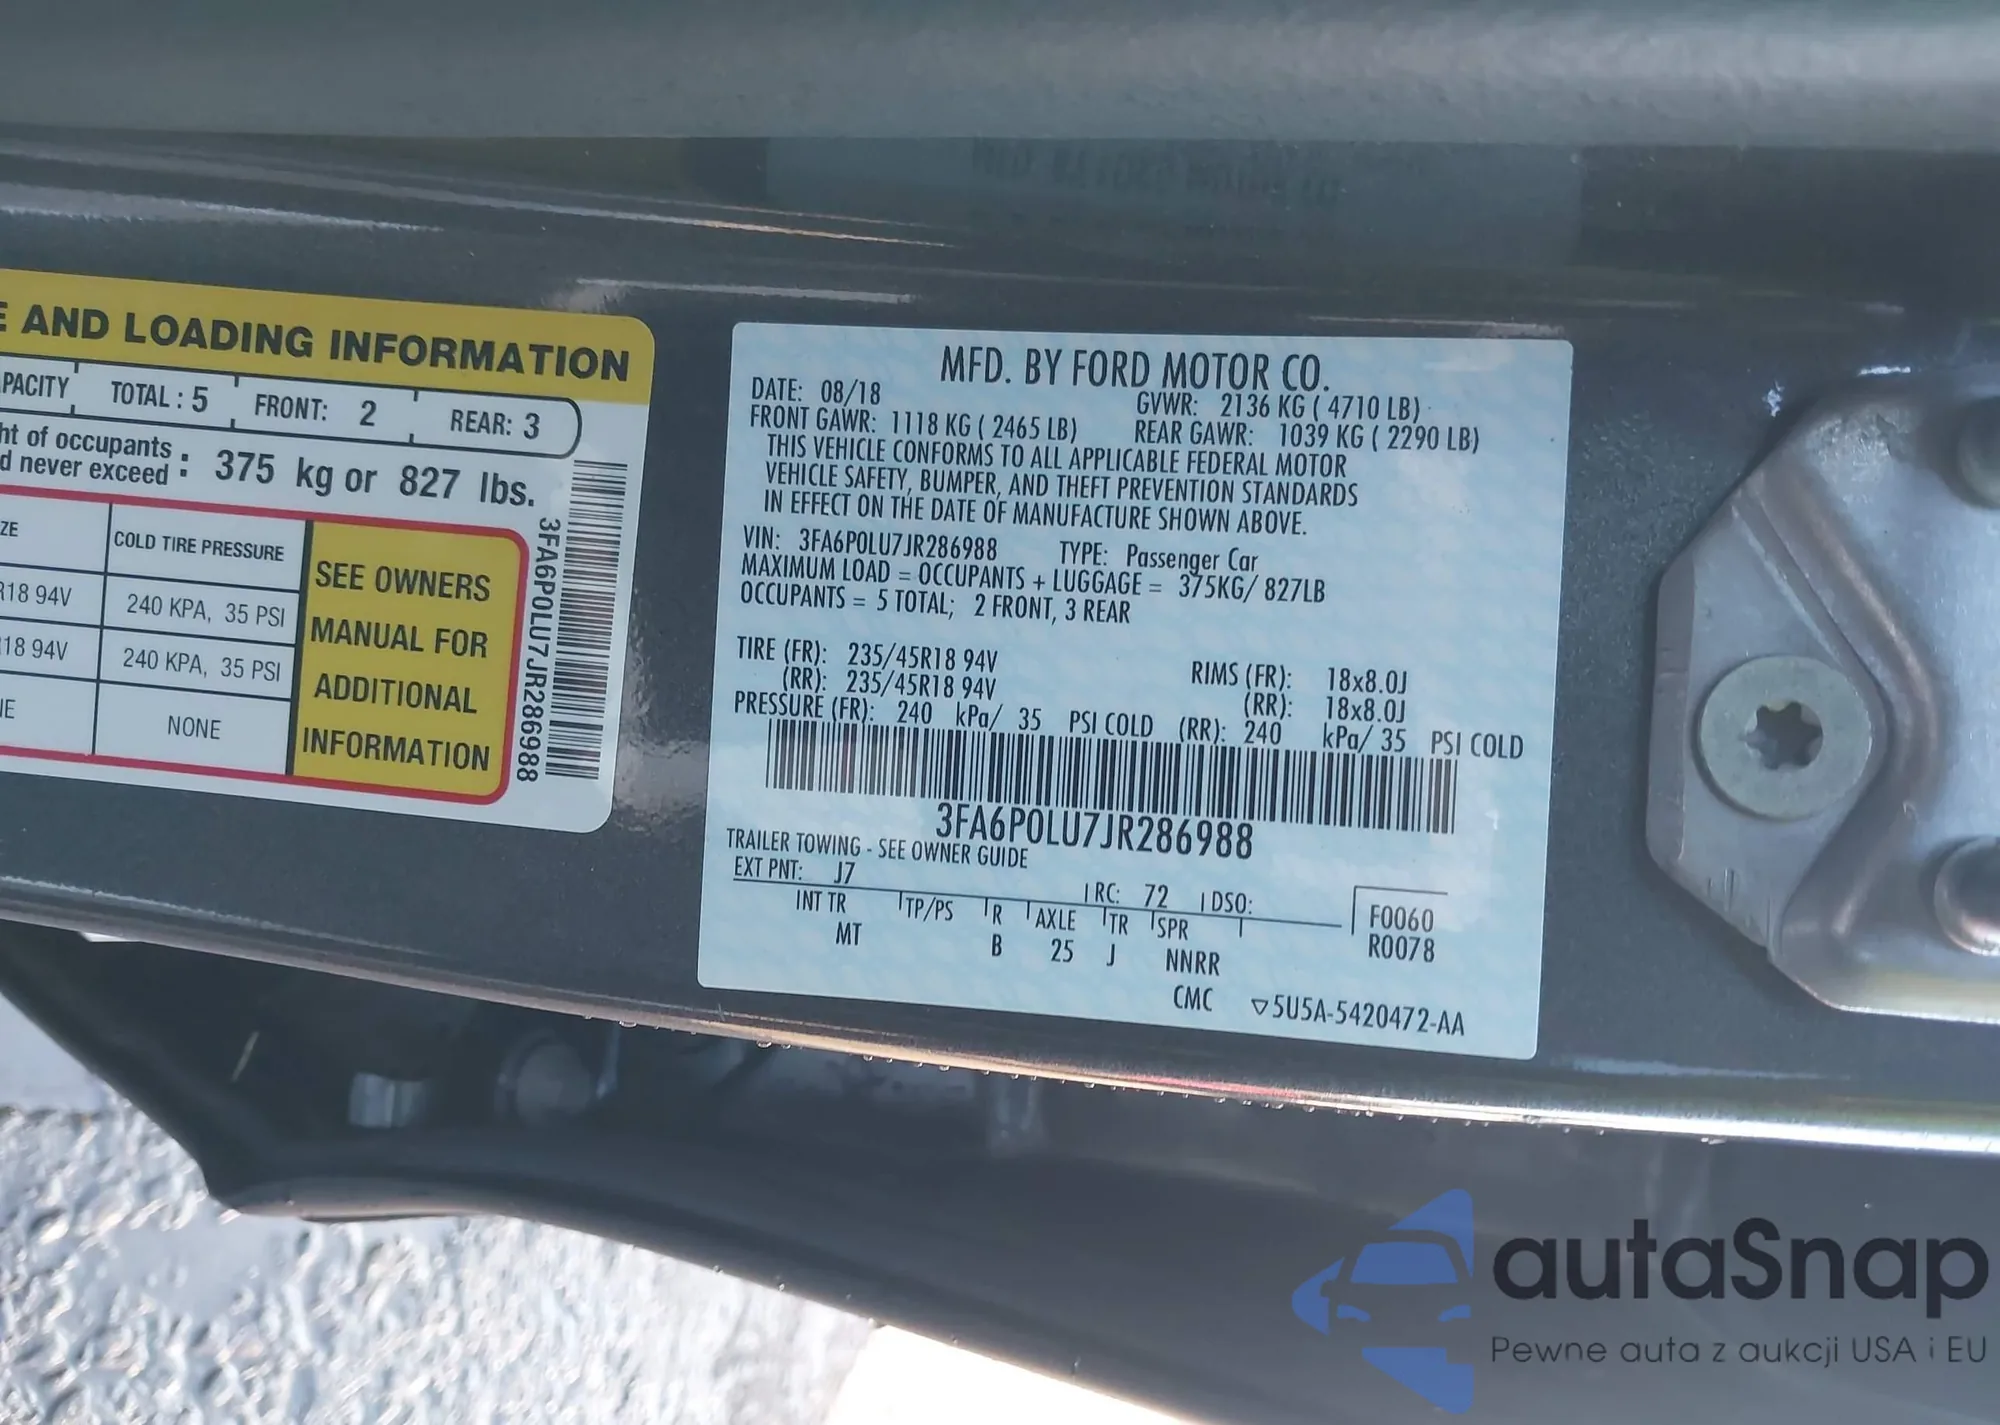 E AND LOADING INFORMATION
PACITY TOTAL : 5 FRONT: 2 REAR: 3
ht of occupants
d never exceed : 375 kg or 827 lbs.
ZE COLD TIRE PRESSURE
R18 94V 240 KPA, 35 PSI
18 94V 240 KPA, 35 PSI
NE NONE
SEE OWNERS
MANUAL FOR
ADDITIONAL
INFORMATION
3FA6P0LU7JR286988
MFD. BY FORD MOTOR CO.
DATE: 08/18 GVWR: 2136 KG ( 4710 LB)
FRONT GAWR: 1118 KG ( 2465 LB) REAR GAWR: 1039 KG ( 2290 LB)
THIS VEHICLE CONFORMS TO ALL APPLICABLE FEDERAL MOTOR
VEHICLE SAFETY, BUMPER, AND THEFT PREVENTION STANDARDS
IN EFFECT ON THE DATE OF MANUFACTURE SHOWN ABOVE.
VIN: 3FA6P0LU7JR286988 TYPE: Passenger Car
MAXIMUM LOAD = OCCUPANTS + LUGGAGE = 375KG/ 827LB
OCCUPANTS = 5 TOTAL; 2 FRONT, 3 REAR
TIRE (FR): 235/45R18 94V RIMS (FR): 18x8.0J
(RR): 235/45R18 94V (RR): 18x8.0J
PRESSURE (FR): 240 kPa/ 35 PSI COLD (RR): 240 kPa/ 35 PSI COLD
3FA6P0LU7JR286988
TRAILER TOWING - SEE OWNER GUIDE
EXT PNT: J7 RC: 72 DSO: F0060
INT TR TP/PS R AXLE TR SPR R0078
MT B 25 J NNRR
CMC ▽5U5A-5420472-AA
autaSnap
Pewne auta z aukcji USA i EU